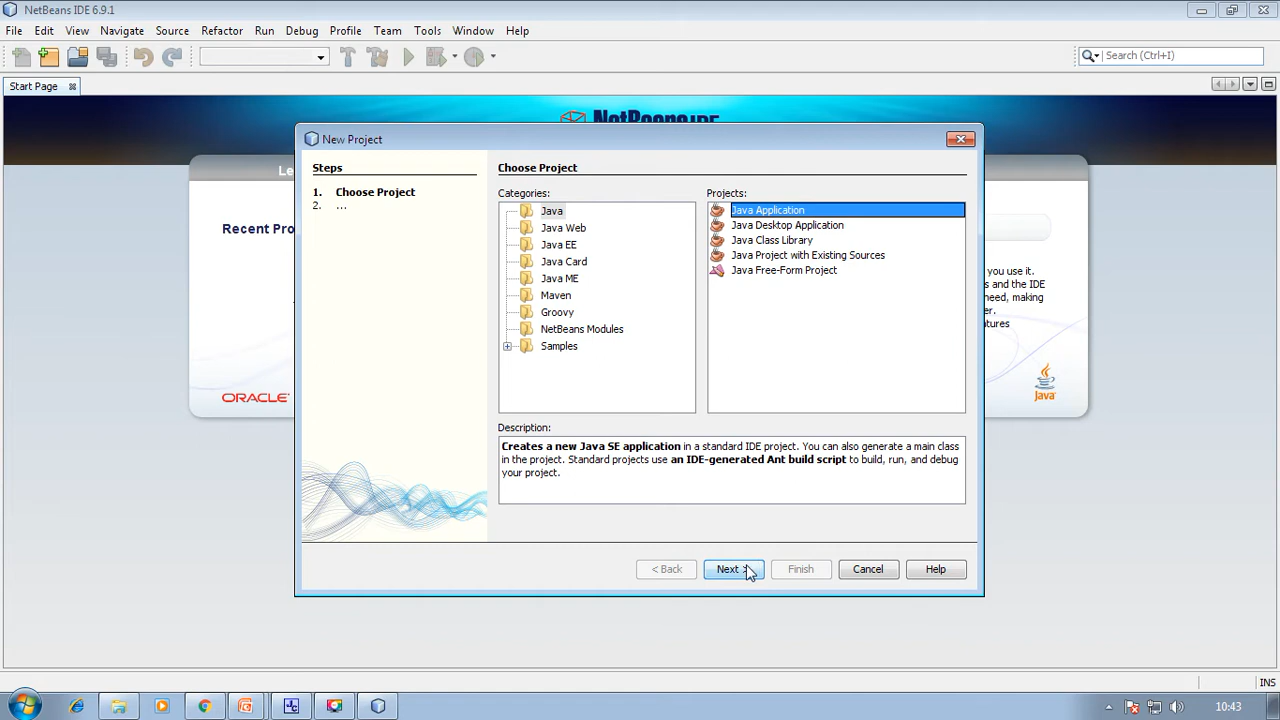 NetBeans IDE 6.9.1
File Edit View Navigate Source Refactor Run Debug Profile Team Tools Window Help
Search (Ctrl+I)
Start Page
New Project
Steps
1. Choose Project
2. ...
Choose Project
Categories:
Java
Java Web
Java EE
Java Card
Java ME
Maven
Groovy
NetBeans Modules
Samples
Projects:
Java Application
Java Desktop Application
Java Class Library
Java Project with Existing Sources
Java Free-Form Project
Description:
Creates a new Java SE application in a standard IDE project. You can also generate a main class
in the project. Standard projects use an IDE-generated Ant build script to build, run, and debug
your project.
< Back Next > Finish Cancel Help
Le
Recent Pro
ORACLE
you use it.
s and the IDE
need, making
er.
atures
Java
INS
10:43